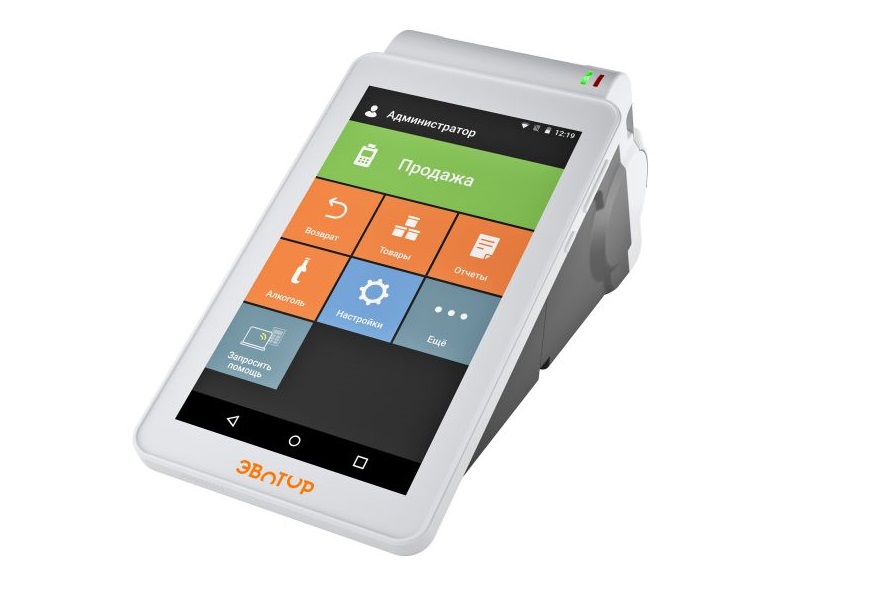 Администратор
12:19
Продажа
Возврат
Товары
Отчеты
Алкоголь
Настройки
Ещё
Запросить
помощь
ЭВОТОР